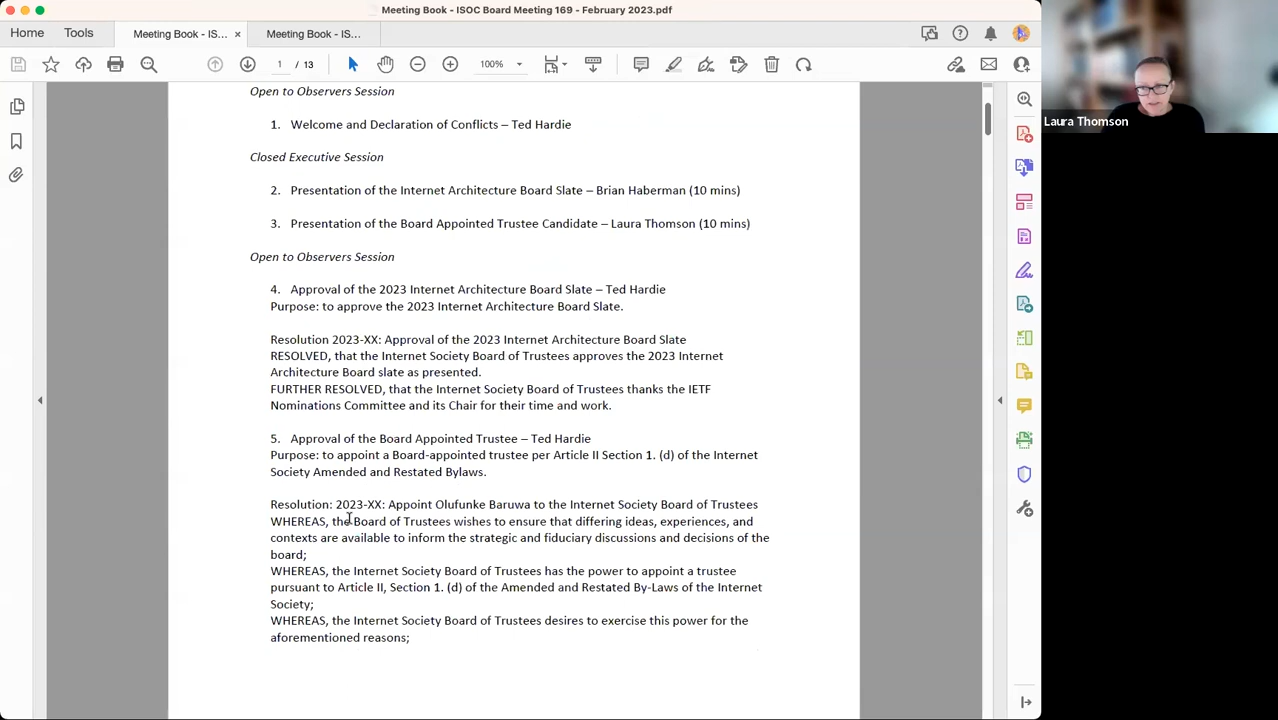 Meeting Book - ISOC Board Meeting 169 - February 2023.pdf
Home
Tools
Meeting Book - IS...
×
Meeting Book - IS...
1 / 13
100%
Laura Thomson
Open to Observers Session
1. Welcome and Declaration of Conflicts – Ted Hardie
Closed Executive Session
2. Presentation of the Internet Architecture Board Slate – Brian Haberman (10 mins)
3. Presentation of the Board Appointed Trustee Candidate – Laura Thomson (10 mins)
Open to Observers Session
4. Approval of the 2023 Internet Architecture Board Slate – Ted Hardie
Purpose: to approve the 2023 Internet Architecture Board Slate.
Resolution 2023-XX: Approval of the 2023 Internet Architecture Board Slate
RESOLVED, that the Internet Society Board of Trustees approves the 2023 Internet
Architecture Board slate as presented.
FURTHER RESOLVED, that the Internet Society Board of Trustees thanks the IETF
Nominations Committee and its Chair for their time and work.
5. Approval of the Board Appointed Trustee – Ted Hardie
Purpose: to appoint a Board-appointed trustee per Article II Section 1. (d) of the Internet
Society Amended and Restated Bylaws.
Resolution: 2023-XX: Appoint Olufunke Baruwa to the Internet Society Board of Trustees
WHEREAS, the Board of Trustees wishes to ensure that differing ideas, experiences, and
contexts are available to inform the strategic and fiduciary discussions and decisions of the
board;
WHEREAS, the Internet Society Board of Trustees has the power to appoint a trustee
pursuant to Article II, Section 1. (d) of the Amended and Restated By-Laws of the Internet
Society;
WHEREAS, the Internet Society Board of Trustees desires to exercise this power for the
aforementioned reasons;